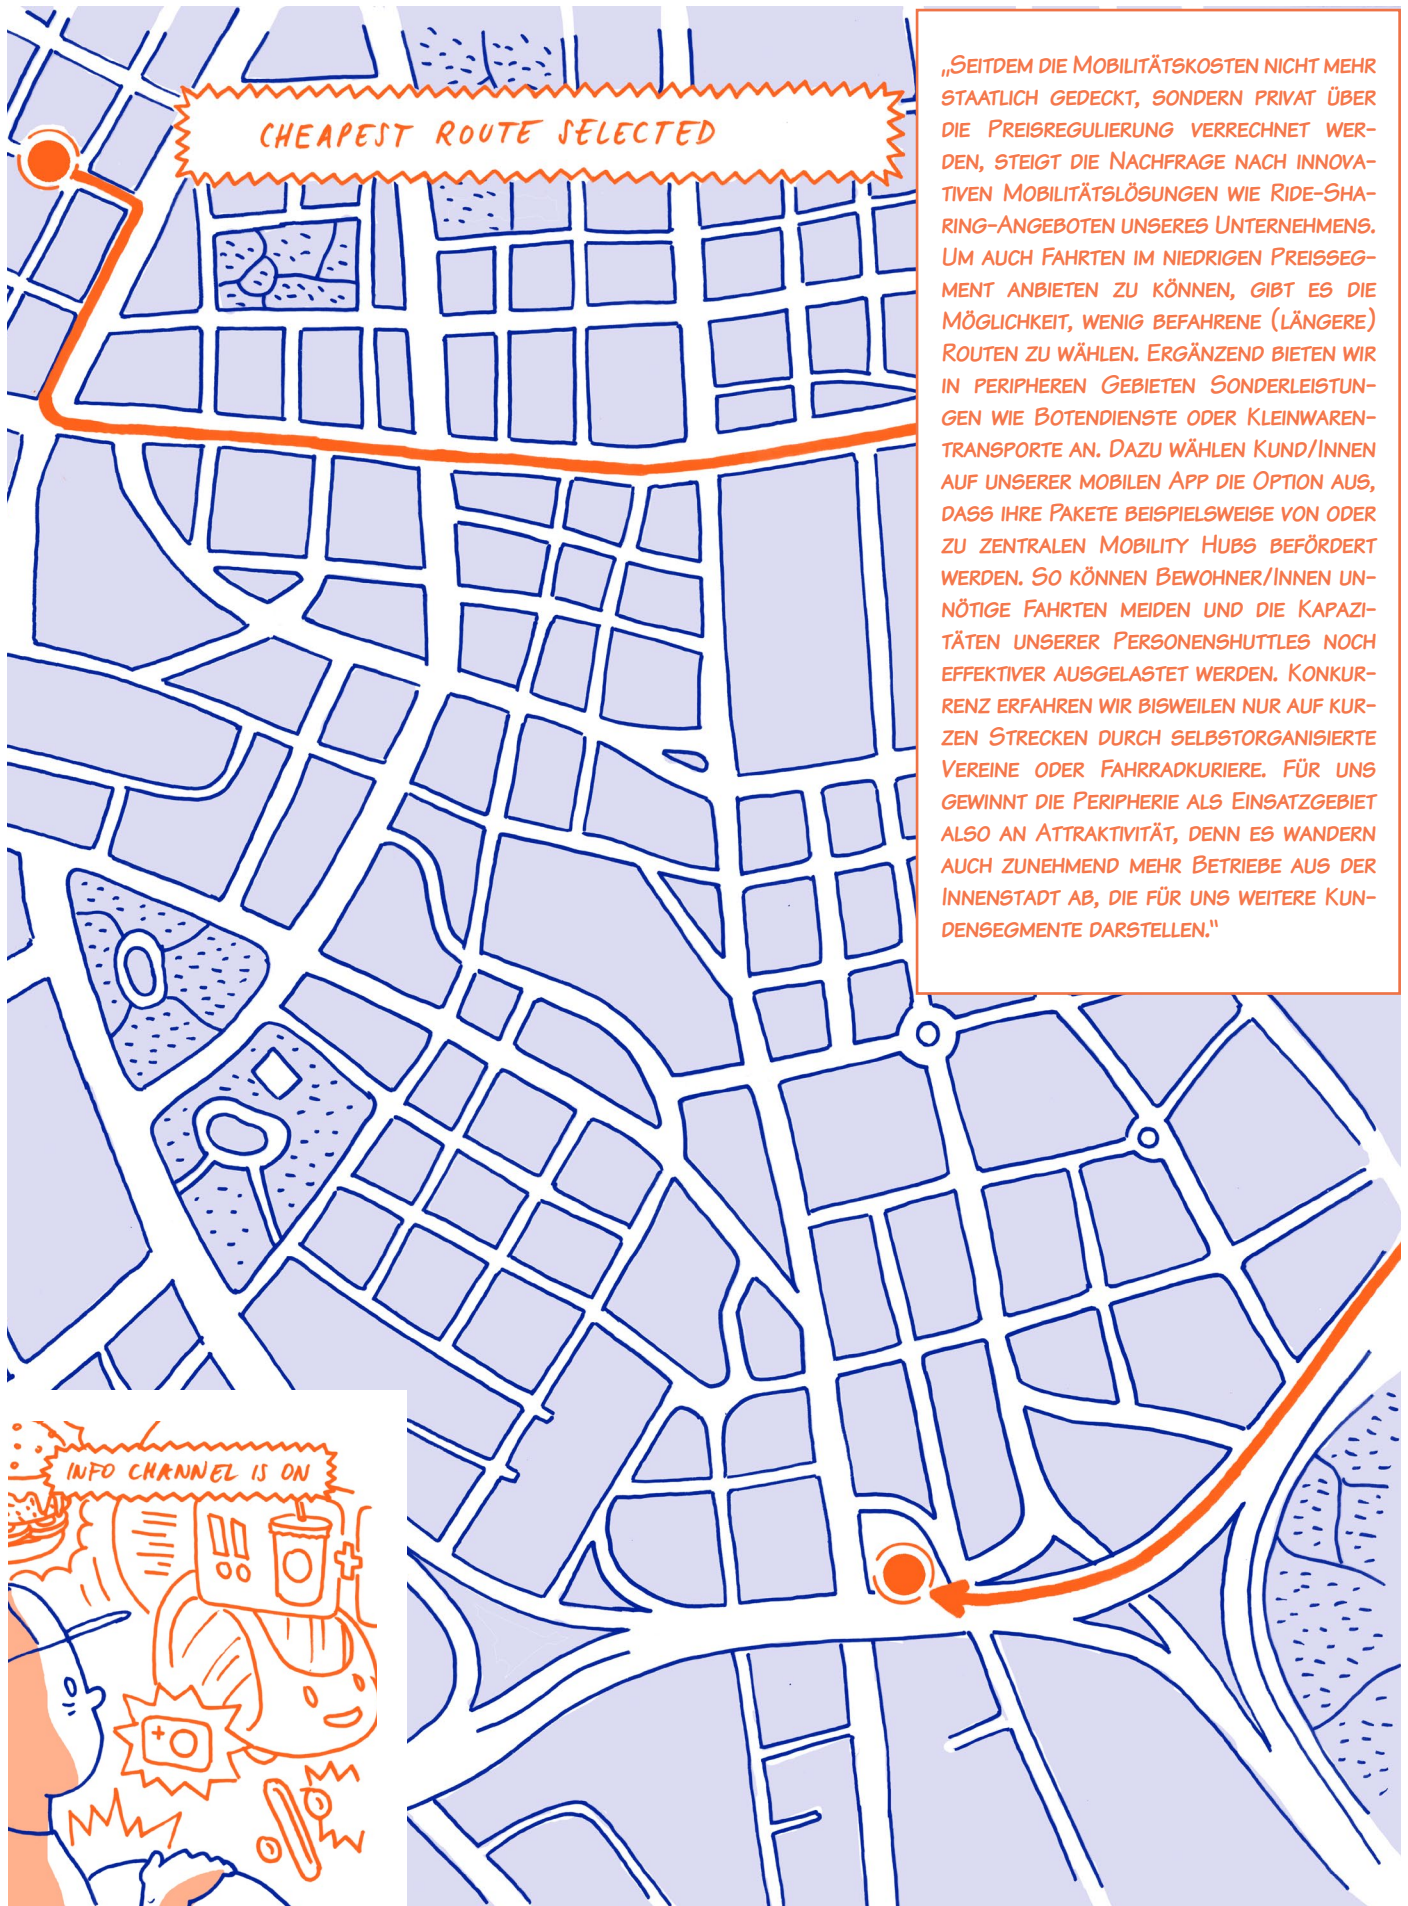 CHEAPEST ROUTE SELECTED
„SEITDEM DIE MOBILITÄTSKOSTEN NICHT MEHR
STAATLICH GEDECKT, SONDERN PRIVAT ÜBER
DIE PREISREGULIERUNG VERRECHNET WER-
DEN, STEIGT DIE NACHFRAGE NACH INNOVA-
TIVEN MOBILITÄTSLÖSUNGEN WIE RIDE-SHA-
RING-ANGEBOTEN UNSERES UNTERNEHMENS.
UM AUCH FAHRTEN IM NIEDRIGEN PREISSEG-
MENT ANBIETEN ZU KÖNNEN, GIBT ES DIE
MÖGLICHKEIT, WENIG BEFAHRENE (LÄNGERE)
ROUTEN ZU WÄHLEN. ERGÄNZEND BIETEN WIR
IN PERIPHEREN GEBIETEN SONDERLEISTUN-
GEN WIE BOTENDIENSTE ODER KLEINWAREN-
TRANSPORTE AN. DAZU WÄHLEN KUND/INNEN
AUF UNSERER MOBILEN APP DIE OPTION AUS,
DASS IHRE PAKETE BEISPIELSWEISE VON ODER
ZU ZENTRALEN MOBILITY HUBS BEFÖRDERT
WERDEN. SO KÖNNEN BEWOHNER/INNEN UN-
NÖTIGE FAHRTEN MEIDEN UND DIE KAPAZI-
TÄTEN UNSERER PERSONENSHUTTLES NOCH
EFFEKTIVER AUSGELASTET WERDEN. KONKUR-
RENZ ERFAHREN WIR BISWEILEN NUR AUF KUR-
ZEN STRECKEN DURCH SELBSTORGANISIERTE
VEREINE ODER FAHRRADKURIERE. FÜR UNS
GEWINNT DIE PERIPHERIE ALS EINSATZGEBIET
ALSO AN ATTRAKTIVITÄT, DENN ES WANDERN
AUCH ZUNEHMEND MEHR BETRIEBE AUS DER
INNENSTADT AB, DIE FÜR UNS WEITERE KUN-
DENSEGMENTE DARSTELLEN."
INFO CHANNEL IS ON